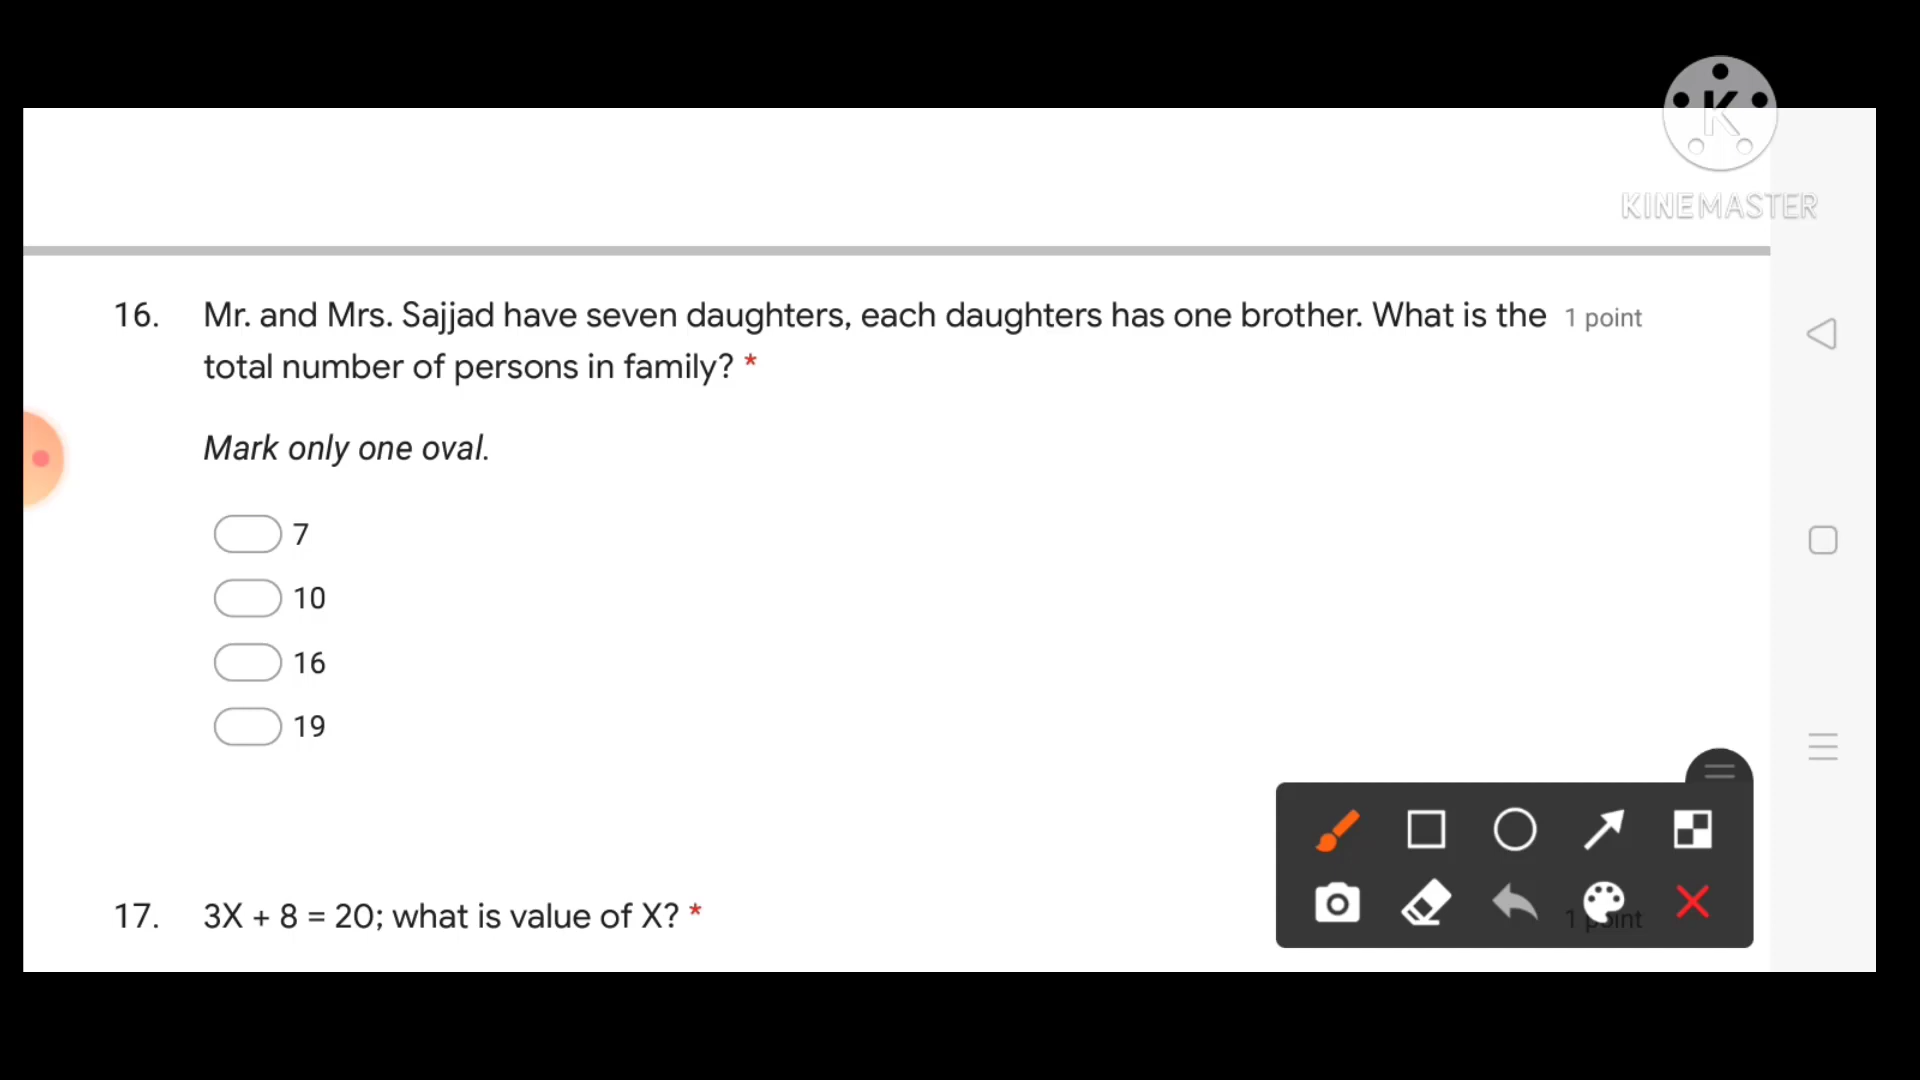 K
KINEMASTER
16. Mr. and Mrs. Sajjad have seven daughters, each daughters has one brother. What is the 1 point
total number of persons in family? *
Mark only one oval.
7
10
16
19
17. 3X + 8 = 20; what is value of X? * 1 point